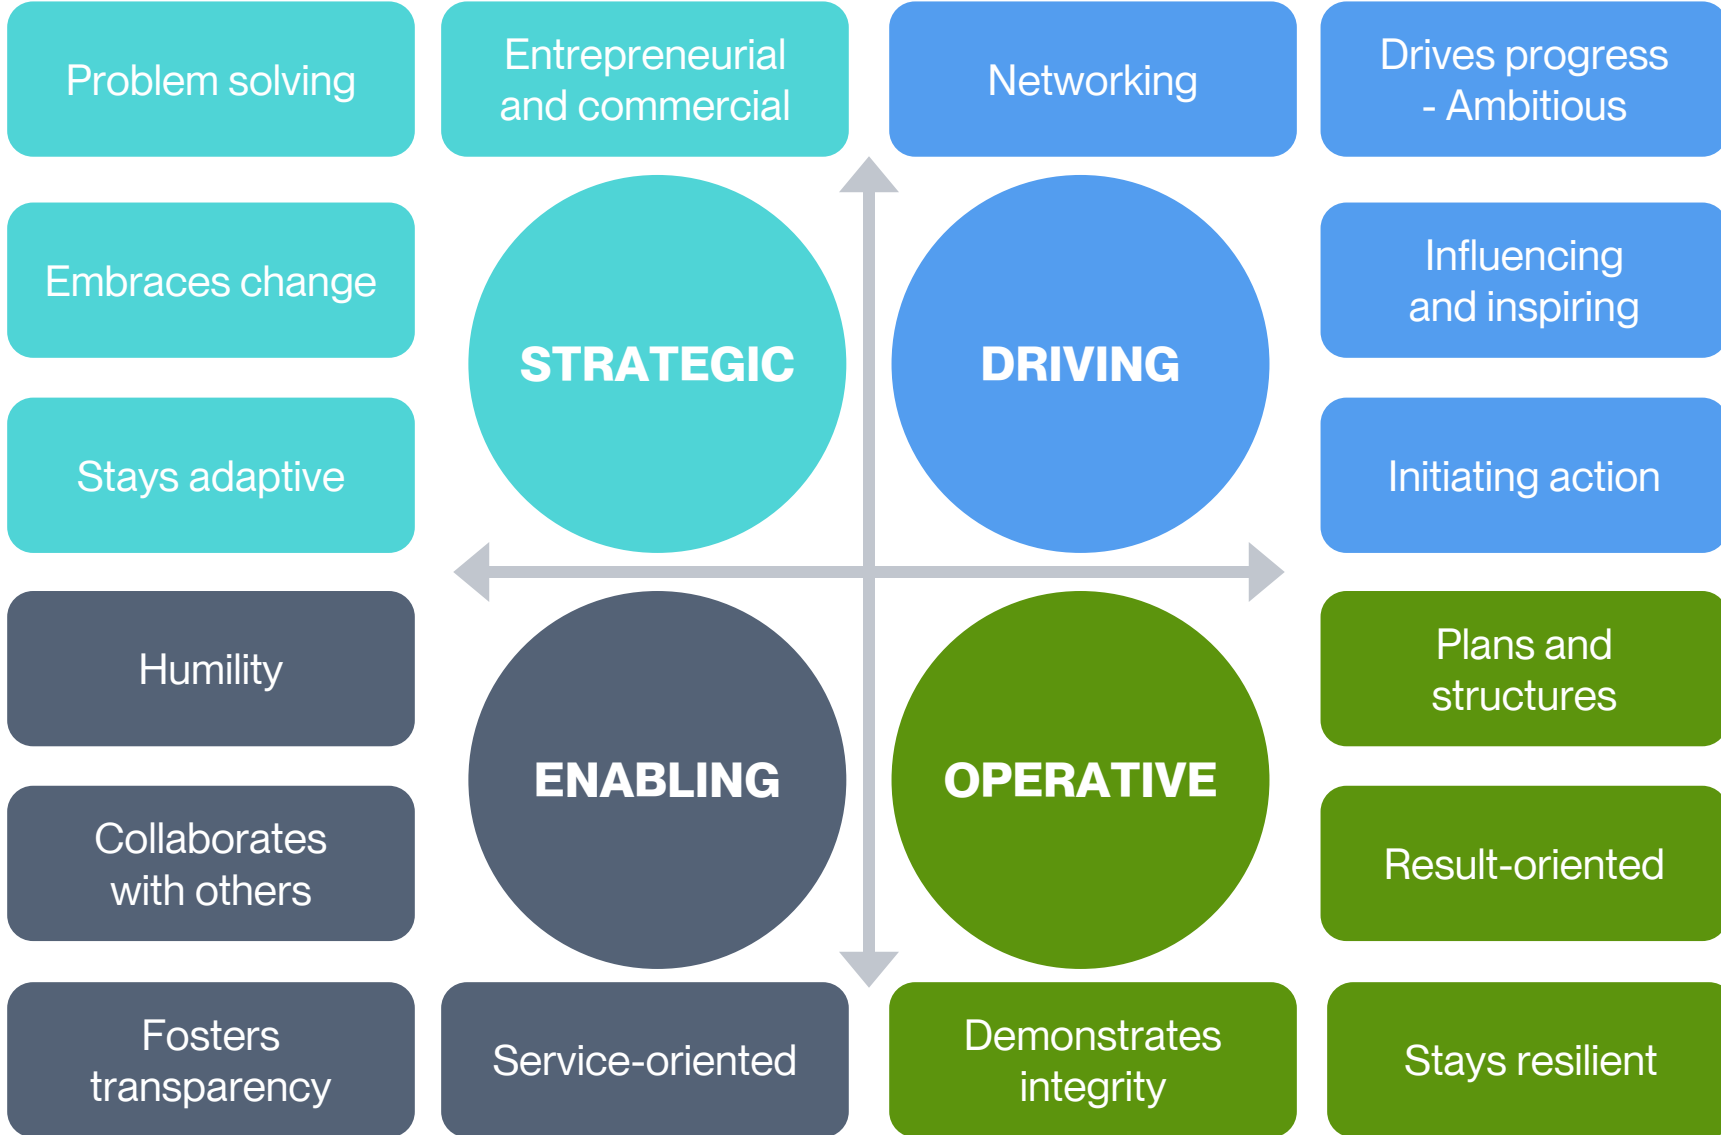 Problem solving
Entrepreneurial
and commercial
Networking
Drives progress
- Ambitious
Embraces change
Influencing
and inspiring
STRATEGIC
DRIVING
Stays adaptive
Initiating action
Humility
Plans and
structures
ENABLING
OPERATIVE
Collaborates
with others
Result-oriented
Fosters
transparency
Service-oriented
Demonstrates
integrity
Stays resilient